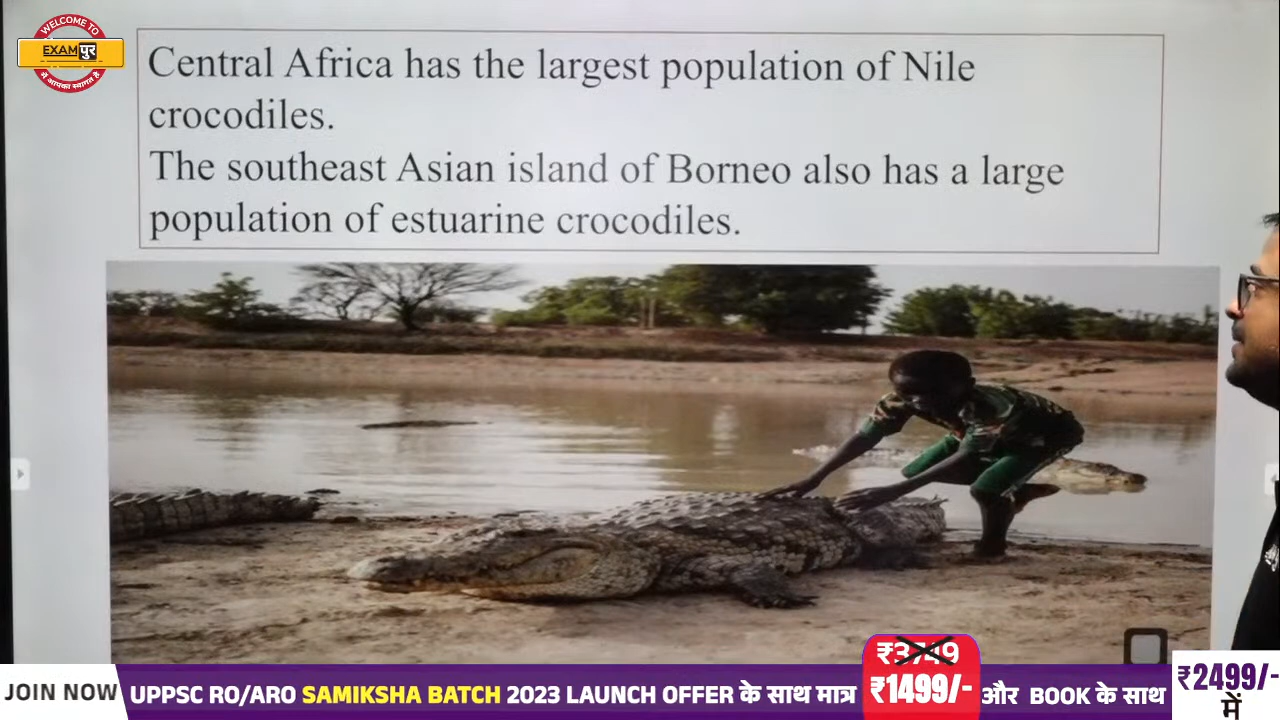 WELCOME TO
EXAMपुर
में आपका स्वागत है
Central Africa has the largest population of Nile
crocodiles.
The southeast Asian island of Borneo also has a large
population of estuarine crocodiles.
JOIN NOW
UPPSC RO/ARO SAMIKSHA BATCH 2023 LAUNCH OFFER के साथ मात्र
₹3749
₹1499/-
और BOOK के साथ
₹2499/-
में